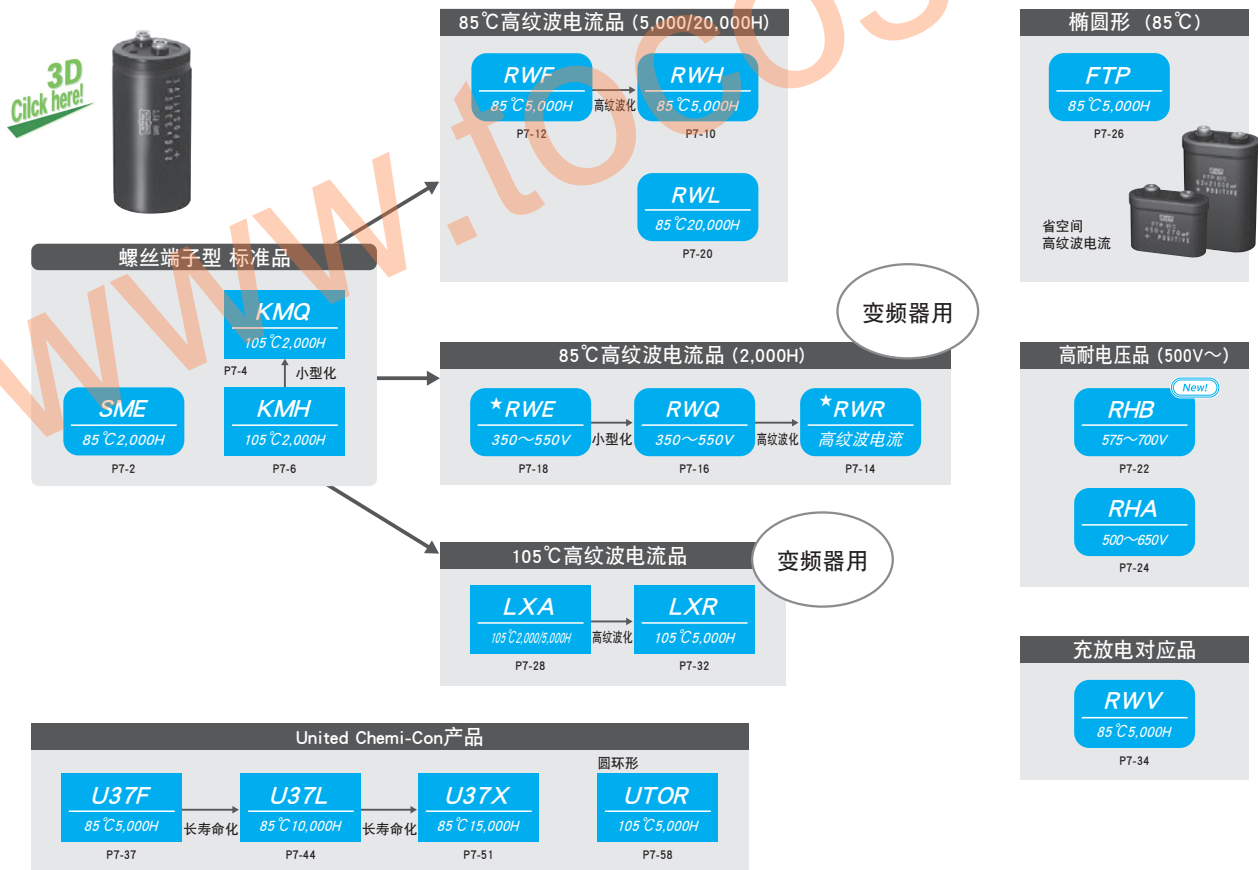 3D
Cilck here!
85℃高纹波电流品 (5,000/20,000H)
RWF
85℃5,000H
P7-12
高纹波化
RWH
85℃5,000H
P7-10
RWL
85℃20,000H
P7-20
椭圆形 (85℃)
FTP
85℃5,000H
P7-26
省空间
高纹波电流
螺丝端子型 标准品
KMQ
105℃2,000H
P7-4
小型化
SME
85℃2,000H
P7-2
KMH
105℃2,000H
P7-6
变频器用
85℃高纹波电流品 (2,000H)
★RWE
350～550V
P7-18
小型化
RWQ
350～550V
P7-16
高纹波化
★RWR
高纹波电流
P7-14
高耐电压品 (500V～)
New!
RHB
575～700V
P7-22
RHA
500～650V
P7-24
变频器用
105℃高纹波电流品
LXA
105℃2,000/5,000H
P7-28
高纹波化
LXR
105℃5,000H
P7-32
充放电对应品
RWV
85℃5,000H
P7-34
United Chemi-Con产品
U37F
85℃5,000H
P7-37
长寿命化
U37L
85℃10,000H
P7-44
长寿命化
U37X
85℃15,000H
P7-51
圆环形
UTOR
105℃5,000H
P7-58